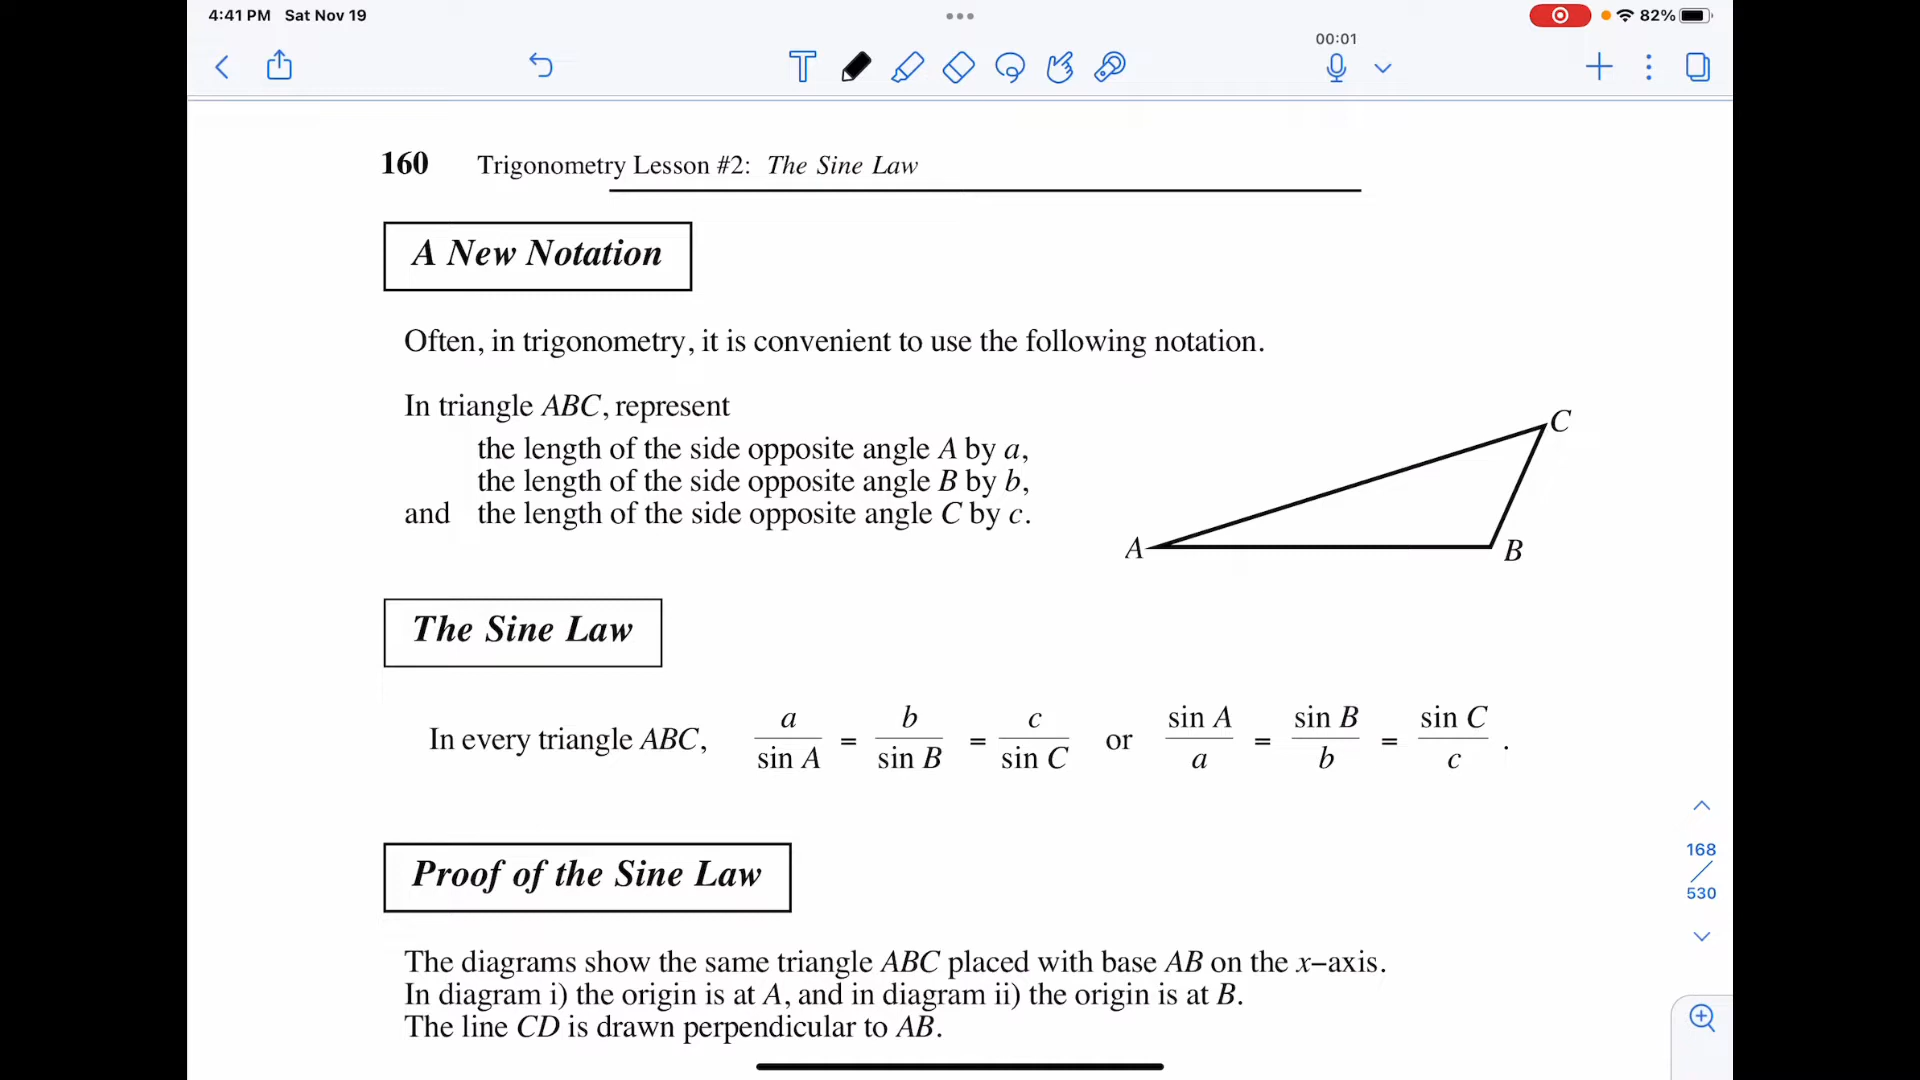 4:41 PM Sat Nov 19
82%
00:01
T
160 Trigonometry Lesson #2: The Sine Law
A New Notation
Often, in trigonometry, it is convenient to use the following notation.
In triangle ABC, represent
the length of the side opposite angle A by a,
the length of the side opposite angle B by b,
and the length of the side opposite angle C by c.
C
A
B
The Sine Law
In every triangle ABC, a/sin A = b/sin B = c/sin C or sin A/a = sin B/b = sin C/c .
168
530
Proof of the Sine Law
The diagrams show the same triangle ABC placed with base AB on the x–axis.
In diagram i) the origin is at A, and in diagram ii) the origin is at B.
The line CD is drawn perpendicular to AB.